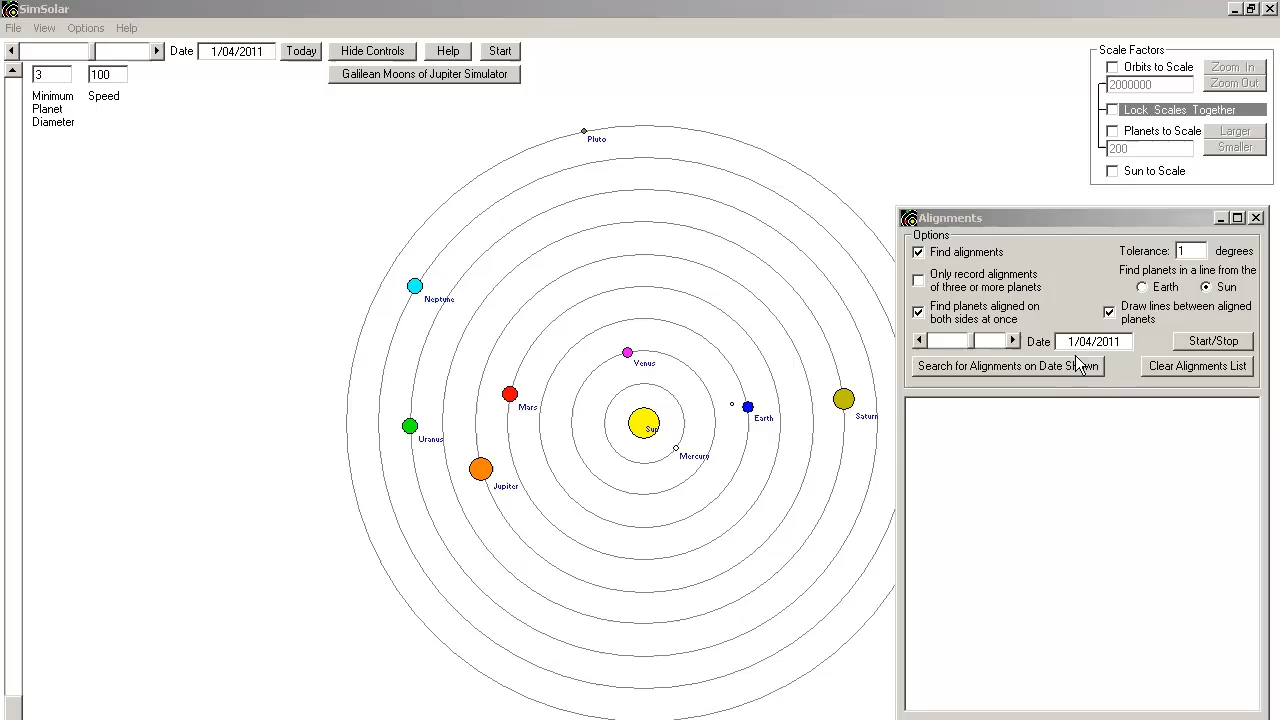 SimSolar
File View Options Help
Date 1/04/2011 Today Hide Controls Help Start
Galilean Moons of Jupiter Simulator
3 100
Minimum
Planet
Diameter
Speed
Scale Factors
Orbits to Scale Zoom In
2000000 Zoom Out
Lock Scales Together
Planets to Scale Larger
200 Smaller
Sun to Scale
Pluto
Neptune
Venus
Mars
Earth
Saturn
Sun
Uranus
Mercury
Jupiter
Alignments
Options
Find alignments
Tolerance: 1 degrees
Only record alignments
of three or more planets
Find planets in a line from the
Earth Sun
Find planets aligned on
both sides at once
Draw lines between aligned
planets
Date 1/04/2011 Start/Stop
Search for Alignments on Date Shown Clear Alignments List